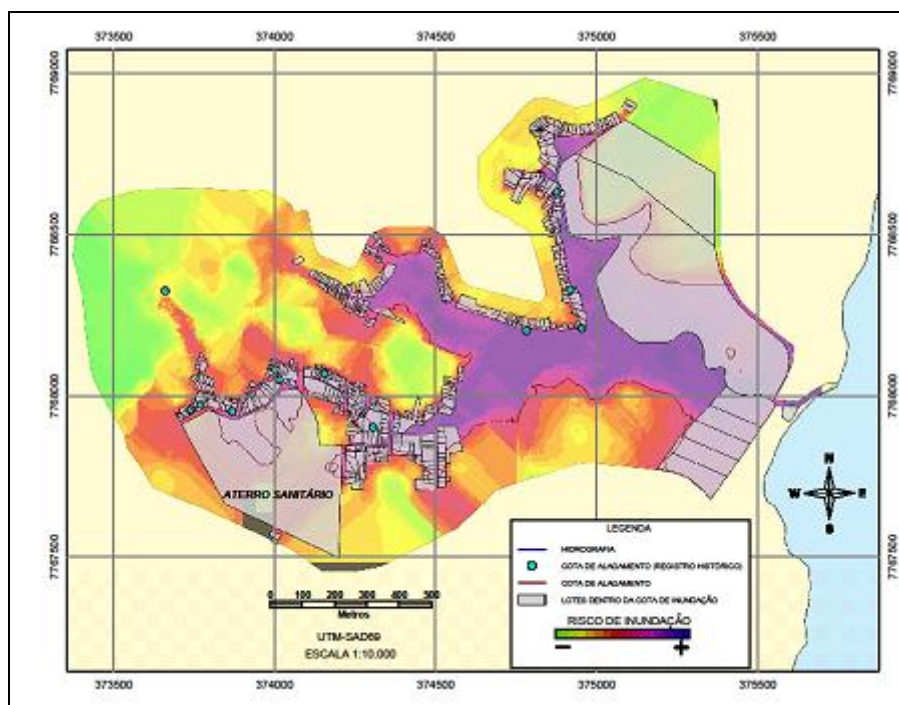 373500 374000 374500 375000 375500
7769000 7769000
7768500 7768500
7768000 7768000
7767500 7767500
ATERRO SANITÁRIO
N
W E
S
0 100 200 300 400 500
Metros
UTM-SAD69
ESCALA 1:10.000
LEGENDA
HIDROGRAFIA
COTA DE ALAGAMENTO (REGISTRO HISTÓRICO)
COTA DE ALAGAMENTO
LOTES DENTRO DA COTA DE INUNDAÇÃO
RISCO DE INUNDAÇÃO
- +
373500 374000 374500 375000 375500